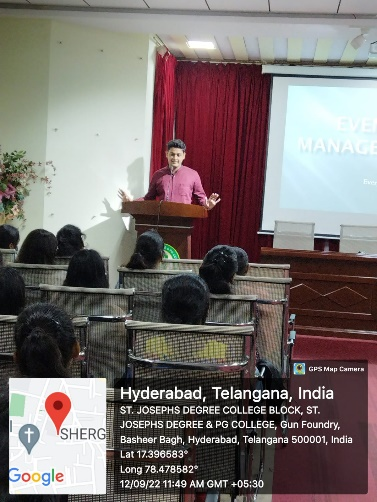 EVEN
MANAGE
GPS Map Camera
Hyderabad, Telangana, India
ST. JOSEPHS DEGREE COLLEGE BLOCK, ST.
JOSEPHS DEGREE & PG COLLEGE, Gun Foundry,
Basheer Bagh, Hyderabad, Telangana 500001, India
Lat 17.396583°
Long 78.478582°
12/09/22 11:49 AM GMT +05:30
SHERG
Google